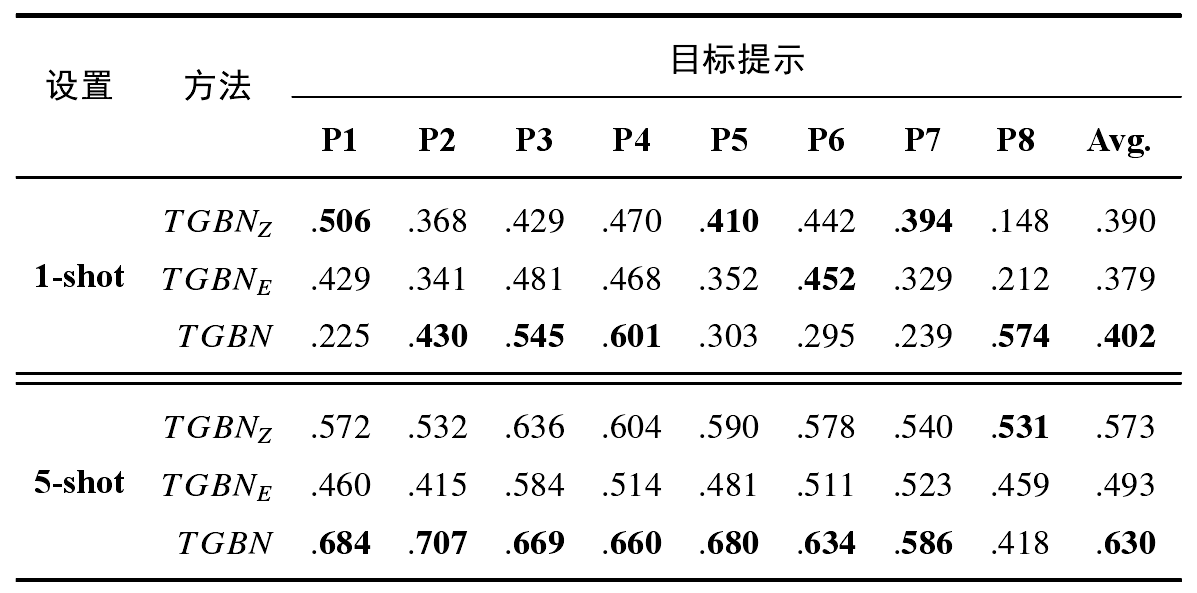 设置 方法 目标提示
P1 P2 P3 P4 P5 P6 P7 P8 Avg.
TGBN_Z .506 .368 .429 .470 .410 .442 .394 .148 .390
1-shot TGBN_E .429 .341 .481 .468 .352 .452 .329 .212 .379
TGBN .225 .430 .545 .601 .303 .295 .239 .574 .402
TGBN_Z .572 .532 .636 .604 .590 .578 .540 .531 .573
5-shot TGBN_E .460 .415 .584 .514 .481 .511 .523 .459 .493
TGBN .684 .707 .669 .660 .680 .634 .586 .418 .630